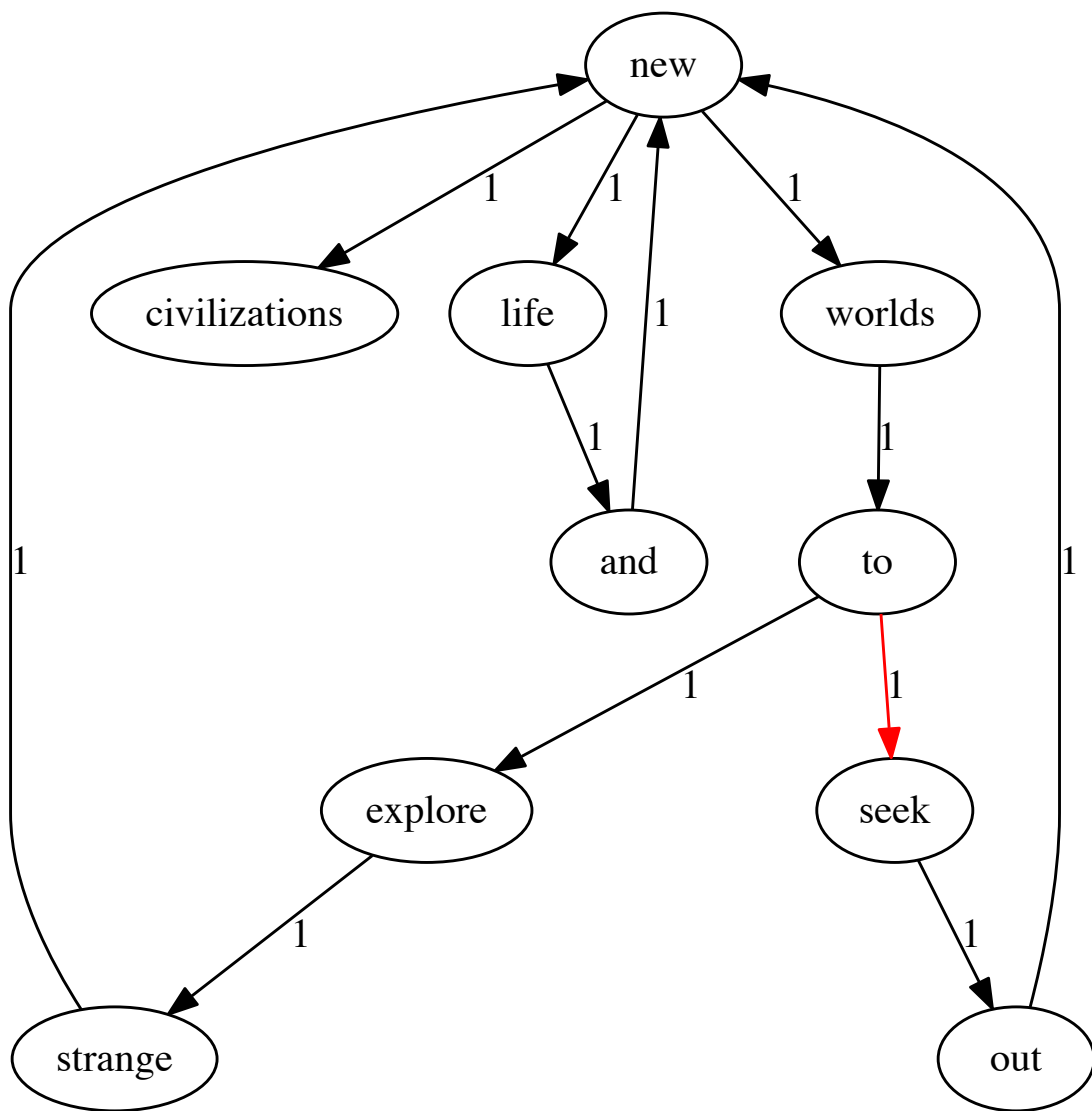 new
1
1
1
civilizations
life
1
worlds
1
1
1
and
to
1
1
1
explore
seek
1
1
strange
out